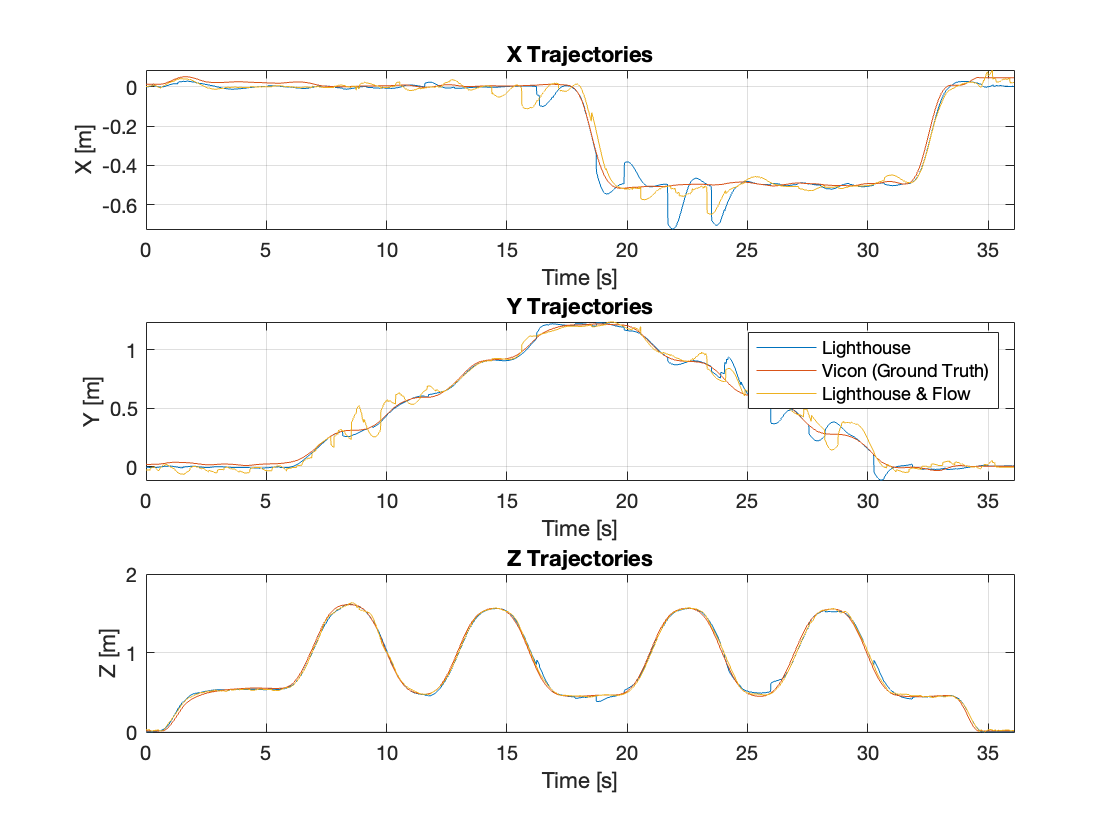 X Trajectories
0
-0.2
-0.4
-0.6
X [m]
0 5 10 15 20 25 30 35
Time [s]
Y Trajectories
1
0.5
0
Y [m]
Lighthouse
Vicon (Ground Truth)
Lighthouse & Flow
0 5 10 15 20 25 30 35
Time [s]
Z Trajectories
2
1
0
Z [m]
0 5 10 15 20 25 30 35
Time [s]